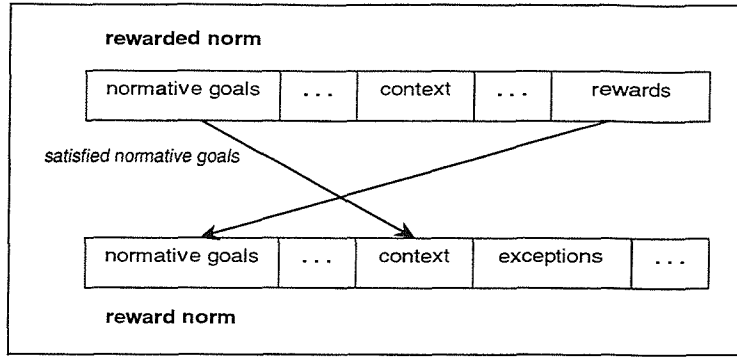 rewarded norm
normative goals ... context ... rewards
satisfied normative goals
normative goals ... context exceptions ...
reward norm